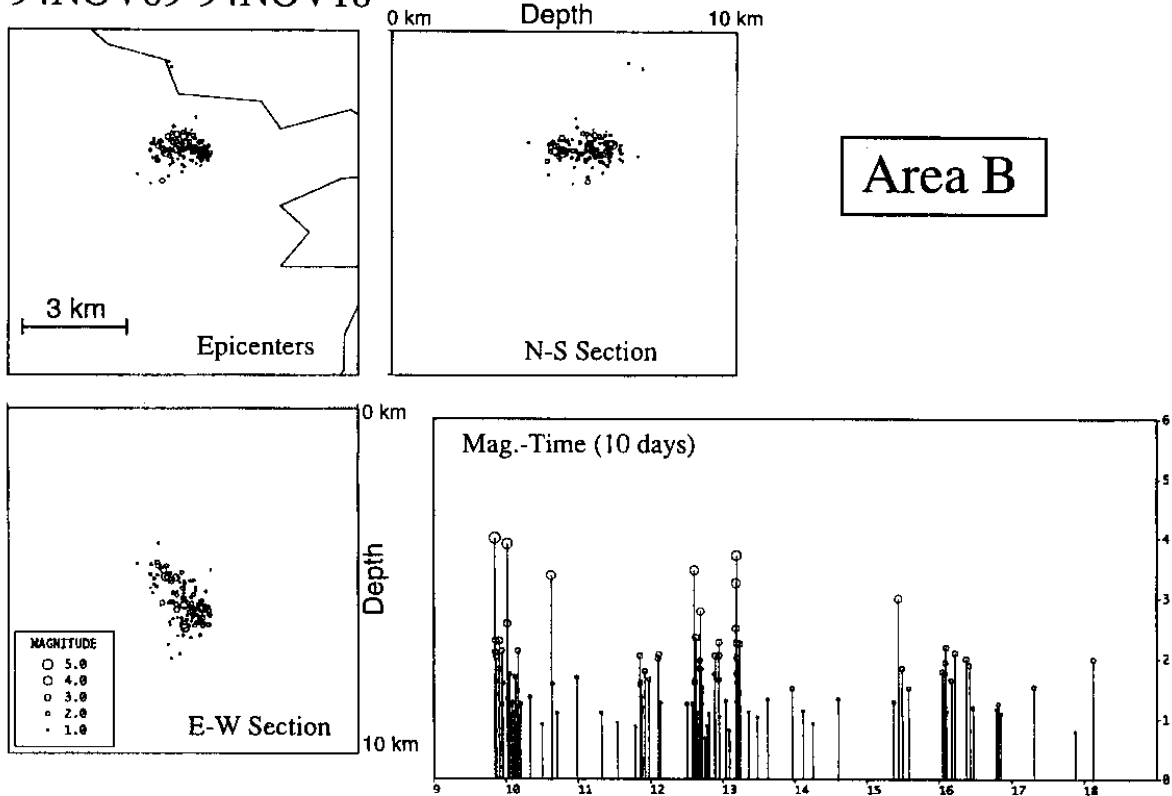 94NOV09-94NOV18
0 km Depth 10 km
3 km
Epicenters
N-S Section
Area B
0 km
Depth
10 km
MAGNITUDE
5.0
4.0
3.0
2.0
1.0
E-W Section
Mag.-Time (10 days)
6
5
4
3
2
1
0
9 10 11 12 13 14 15 16 17 18